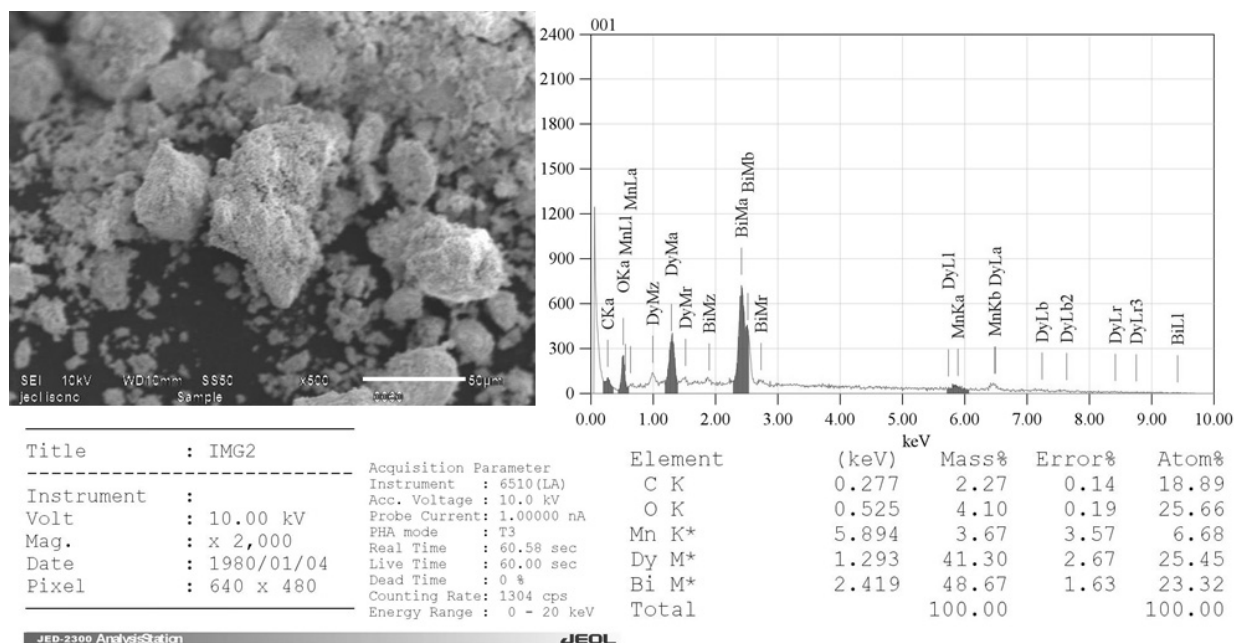 SEI 10kV WD10mm SS50 x500 50µm
Sample
001
2400
2100
1800
1500
1200
900
600
300
0
CKa OKa MnLl MnLa DyMz DyMa DyMr BiMz BiMa BiMb BiMr DyLl MnKa MnKb DyLa DyLb DyLb2 DyLr DyLr3 BiLl
0.00 1.00 2.00 3.00 4.00 5.00 6.00 7.00 8.00 9.00 10.00
keV
Title : IMG2
Instrument :
Volt : 10.00 kV
Mag. : x 2,000
Date : 1980/01/04
Pixel : 640 x 480
Acquisition Parameter
Instrument : 6510(LA)
Acc. Voltage : 10.0 kV
Probe Current: 1.00000 nA
PHA mode : T3
Real Time : 60.58 sec
Live Time : 60.00 sec
Dead Time : 0 %
Counting Rate: 1304 cps
Energy Range : 0 - 20 keV
Element (keV) Mass% Error% Atom%
C K 0.277 2.27 0.14 18.89
O K 0.525 4.10 0.19 25.66
Mn K* 5.894 3.67 3.57 6.68
Dy M* 1.293 41.30 2.67 25.45
Bi M* 2.419 48.67 1.63 23.32
Total 100.00 100.00
JED-2300 AnalysisStation JEOL